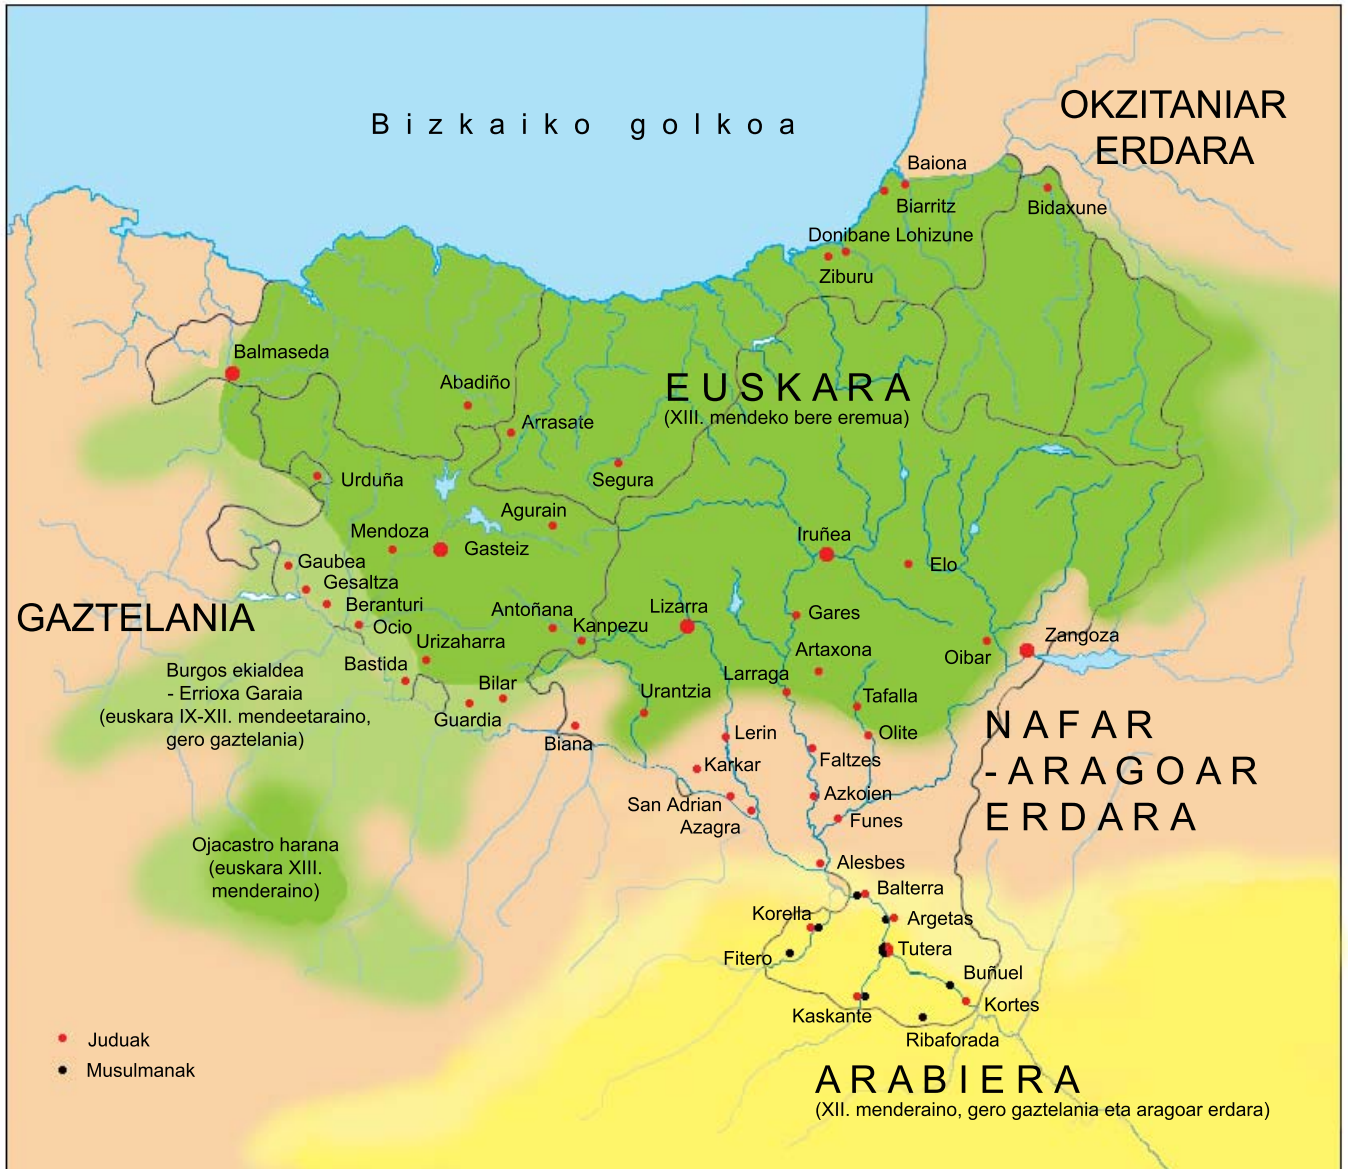 Bizkaiko golkoa
OKZITANIAR
ERDARA
Baiona
Biarritz
Bidaxune
Donibane Lohizune
Ziburu
Balmaseda
Abadiño
Arrasate
EUSKARA
(XIII. mendeko bere eremua)
Urduña
Segura
Agurain
Mendoza
Gasteiz
Iruñea
Elo
Gaubea
Gesaltza
Beranturi
Ocio
GAZTELANIA
Antoñana
Kanpezu
Lizarra
Gares
Urizaharra
Zangoza
Oibar
Artaxona
Bastida
Larraga
Burgos ekialdea
- Errioxa Garaia
(euskara IX-XII. mendeetaraino,
gero gaztelania)
Bilar
Urantzia
Tafalla
Guardia
Biana
Lerin
Olite
NAFAR
-ARAGOAR
ERDARA
Karkar
Faltzes
San Adrian
Azkoien
Azagra
Funes
Ojacastro harana
(euskara XIII.
menderaino)
Alesbes
Balterra
Korella
Argetas
Fitero
Tutera
Buñuel
Kortes
Kaskante
Ribaforada
Juduak
Musulmanak
ARABIERA
(XII. menderaino, gero gaztelania eta aragoar erdara)